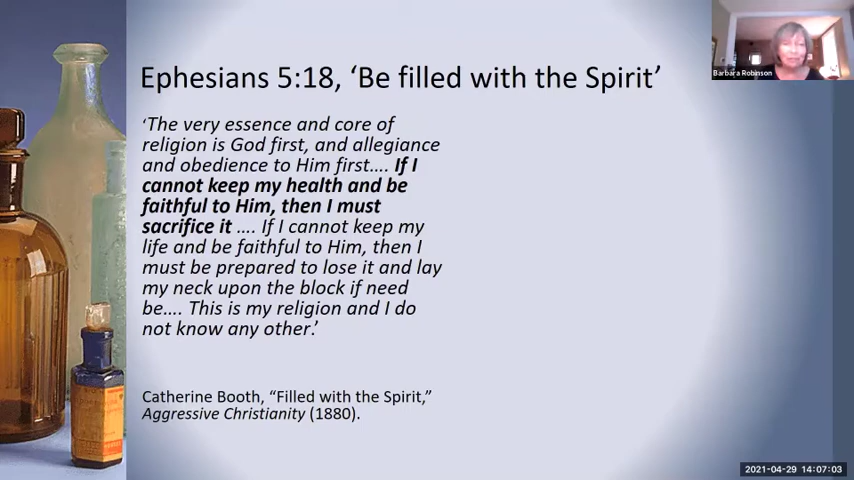 Ephesians 5:18, ‘Be filled with the Spirit’
‘The very essence and core of
religion is God first, and allegiance
and obedience to Him first.... If I
cannot keep my health and be
faithful to Him, then I must
sacrifice it .... If I cannot keep my
life and be faithful to Him, then I
must be prepared to lose it and lay
my neck upon the block if need
be.... This is my religion and I do
not know any other.’
Catherine Booth, “Filled with the Spirit,”
Aggressive Christianity (1880).
Barbara Robinson
2021-04-29 14:07:03